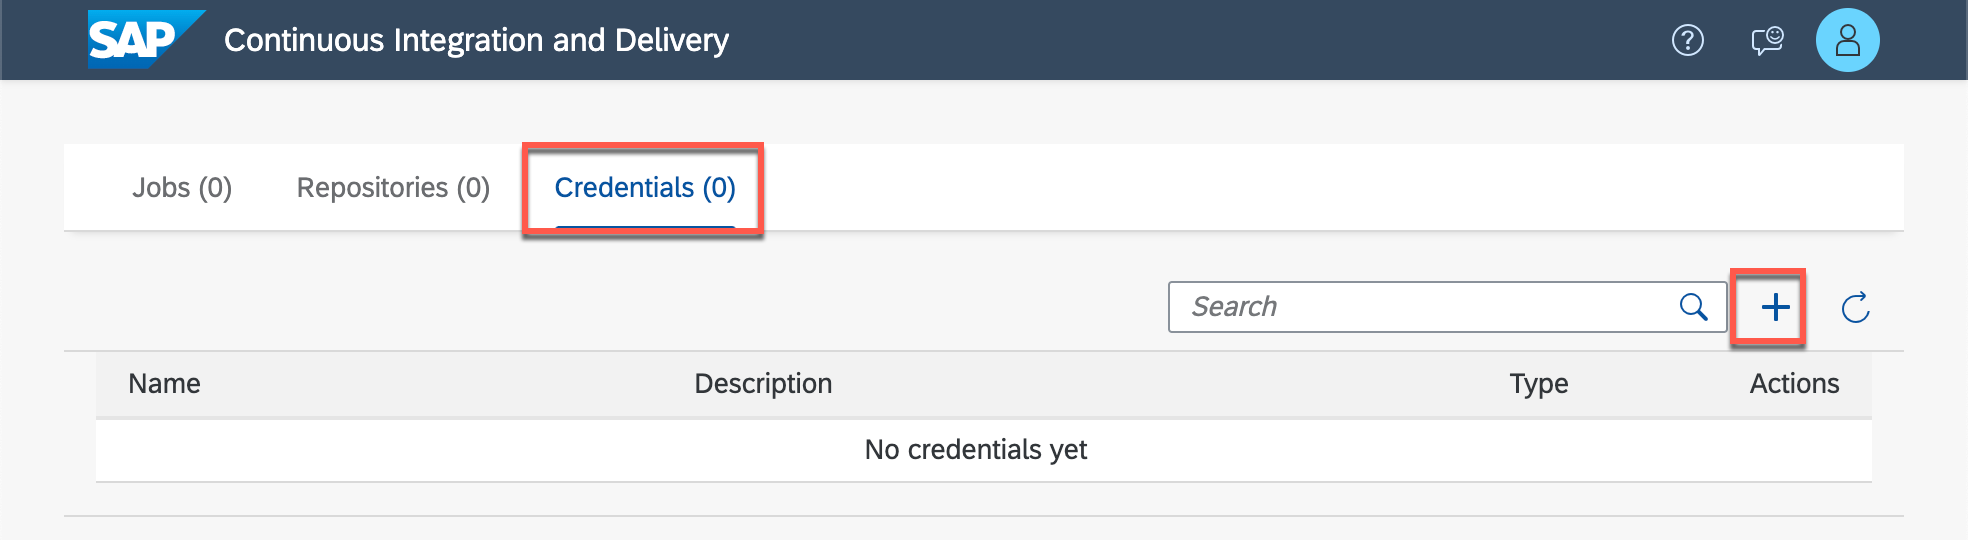 SAP Continuous Integration and Delivery
Jobs (0) Repositories (0) Credentials (0)
Search
Name Description Type Actions
No credentials yet